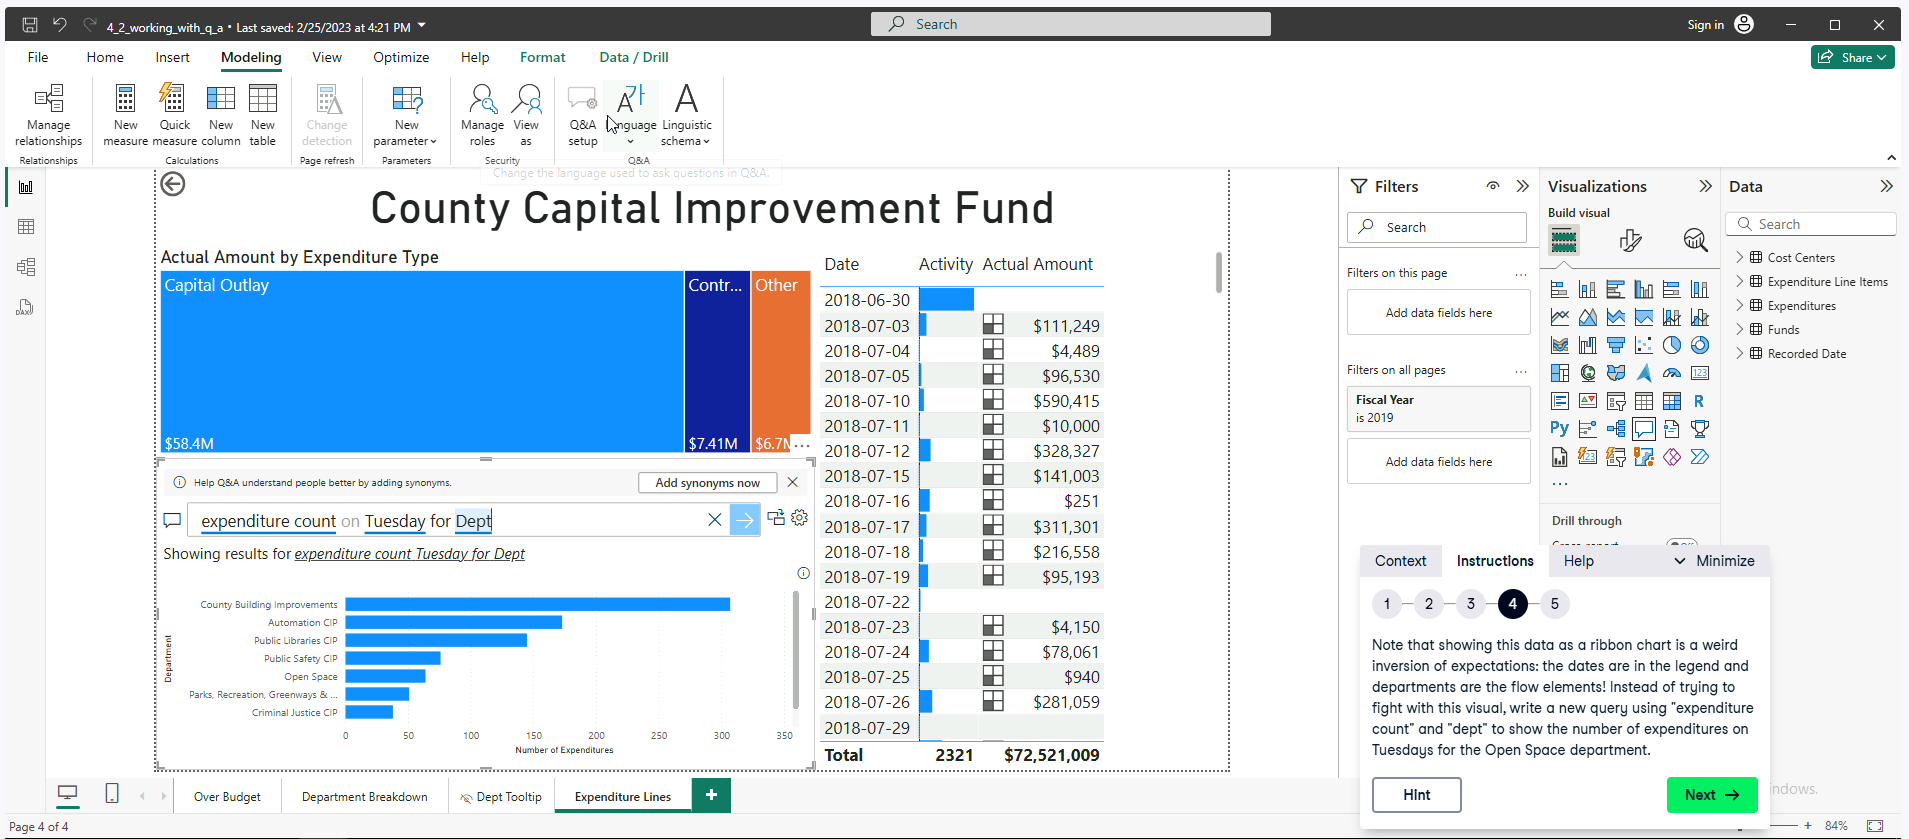 4_2_working_with_q_a • Last saved: 2/25/2023 at 4:21 PM
Search
Sign in
File Home Insert Modeling View Optimize Help Format Data / Drill
Share
Manage relationships
New measure
Quick measure
New column
New table
Change detection
New parameter
Manage roles
View as
Q&A setup
Linguistic schema
Relationships Calculations Page refresh Parameters Security Q&A
Change the language used to ask questions in Q&A.
County Capital Improvement Fund
Actual Amount by Expenditure Type
Capital Outlay Contr... Other
$58.4M $7.41M
Help Q&A understand people better by adding synonyms.
Add synonyms now
expenditure count on Tuesday for Dept
Showing results for expenditure count Tuesday for Dept
Department
County Building Improvements
Automation CIP
Public Libraries CIP
Public Safety CIP
Open Space
Parks, Recreation, Greenways & ...
Criminal Justice CIP
0 50 100 150 200 250 300 350
Number of Expenditures
Date Activity Actual Amount
2018-06-30
2018-07-03 $111,249
2018-07-04 $4,489
2018-07-05 $96,530
2018-07-10 $590,415
2018-07-11 $10,000
2018-07-12 $328,327
2018-07-15 $141,003
2018-07-16 $251
2018-07-17 $311,301
2018-07-18 $216,558
2018-07-19 $95,193
2018-07-22
2018-07-23 $4,150
2018-07-24 $78,061
2018-07-25 $940
2018-07-26 $281,059
2018-07-29
Total 2321 $72,521,009
Filters
Search
Filters on this page ...
Add data fields here
Filters on all pages ...
Fiscal Year
is 2019
Add data fields here
Visualizations
Build visual
123
R
Py
...
Drill through
Data
Search
Cost Centers
Expenditure Line Items
Expenditures
Funds
Recorded Date
Context Instructions Help Minimize
1 2 3 4 5
Note that showing this data as a ribbon chart is a weird
inversion of expectations: the dates are in the legend and
departments are the flow elements! Instead of trying to
fight with this visual, write a new query using "expenditure
count" and "dept" to show the number of expenditures on
Tuesdays for the Open Space department.
Hint
Next
Over Budget Department Breakdown Dept Tooltip Expenditure Lines +
Page 4 of 4
84%